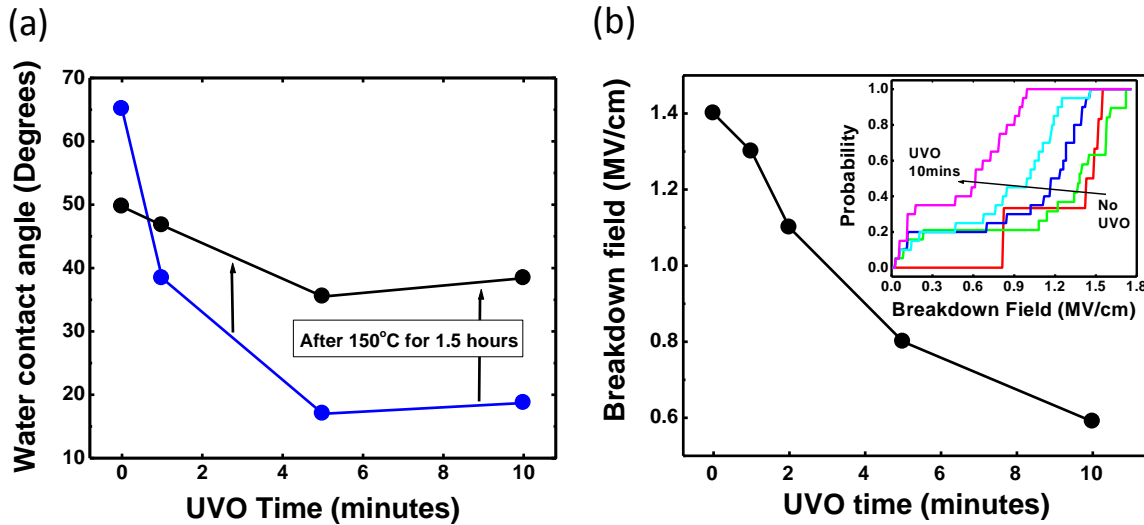 (a)
70
60
50
40
30
20
10
Water contact angle (Degrees)
0
2
4
6
8
10
UVO Time (minutes)
After 150°C for 1.5 hours
(b)
1.4
1.2
1.0
0.8
0.6
Breakdown field (MV/cm)
0
2
4
6
8
10
UVO time (minutes)
1.0
0.8
0.6
0.4
0.2
0.0
Probability
UVO
10mins
No
UVO
0.0
0.3
0.6
0.9
1.2
1.5
1.8
Breakdown Field (MV/cm)